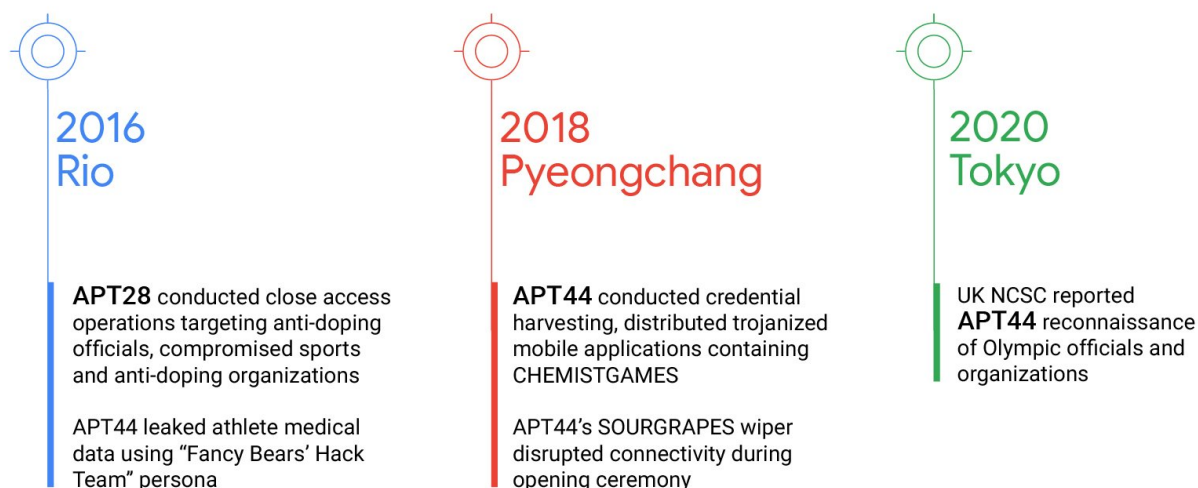 2016
Rio
APT28 conducted close access
operations targeting anti-doping
officials, compromised sports
and anti-doping organizations
APT44 leaked athlete medical
data using “Fancy Bears’ Hack
Team” persona
2018
Pyeongchang
APT44 conducted credential
harvesting, distributed trojanized
mobile applications containing
CHEMISTGAMES
APT44’s SOURGRAPES wiper
disrupted connectivity during
opening ceremony
2020
Tokyo
UK NCSC reported
APT44 reconnaissance
of Olympic officials and
organizations